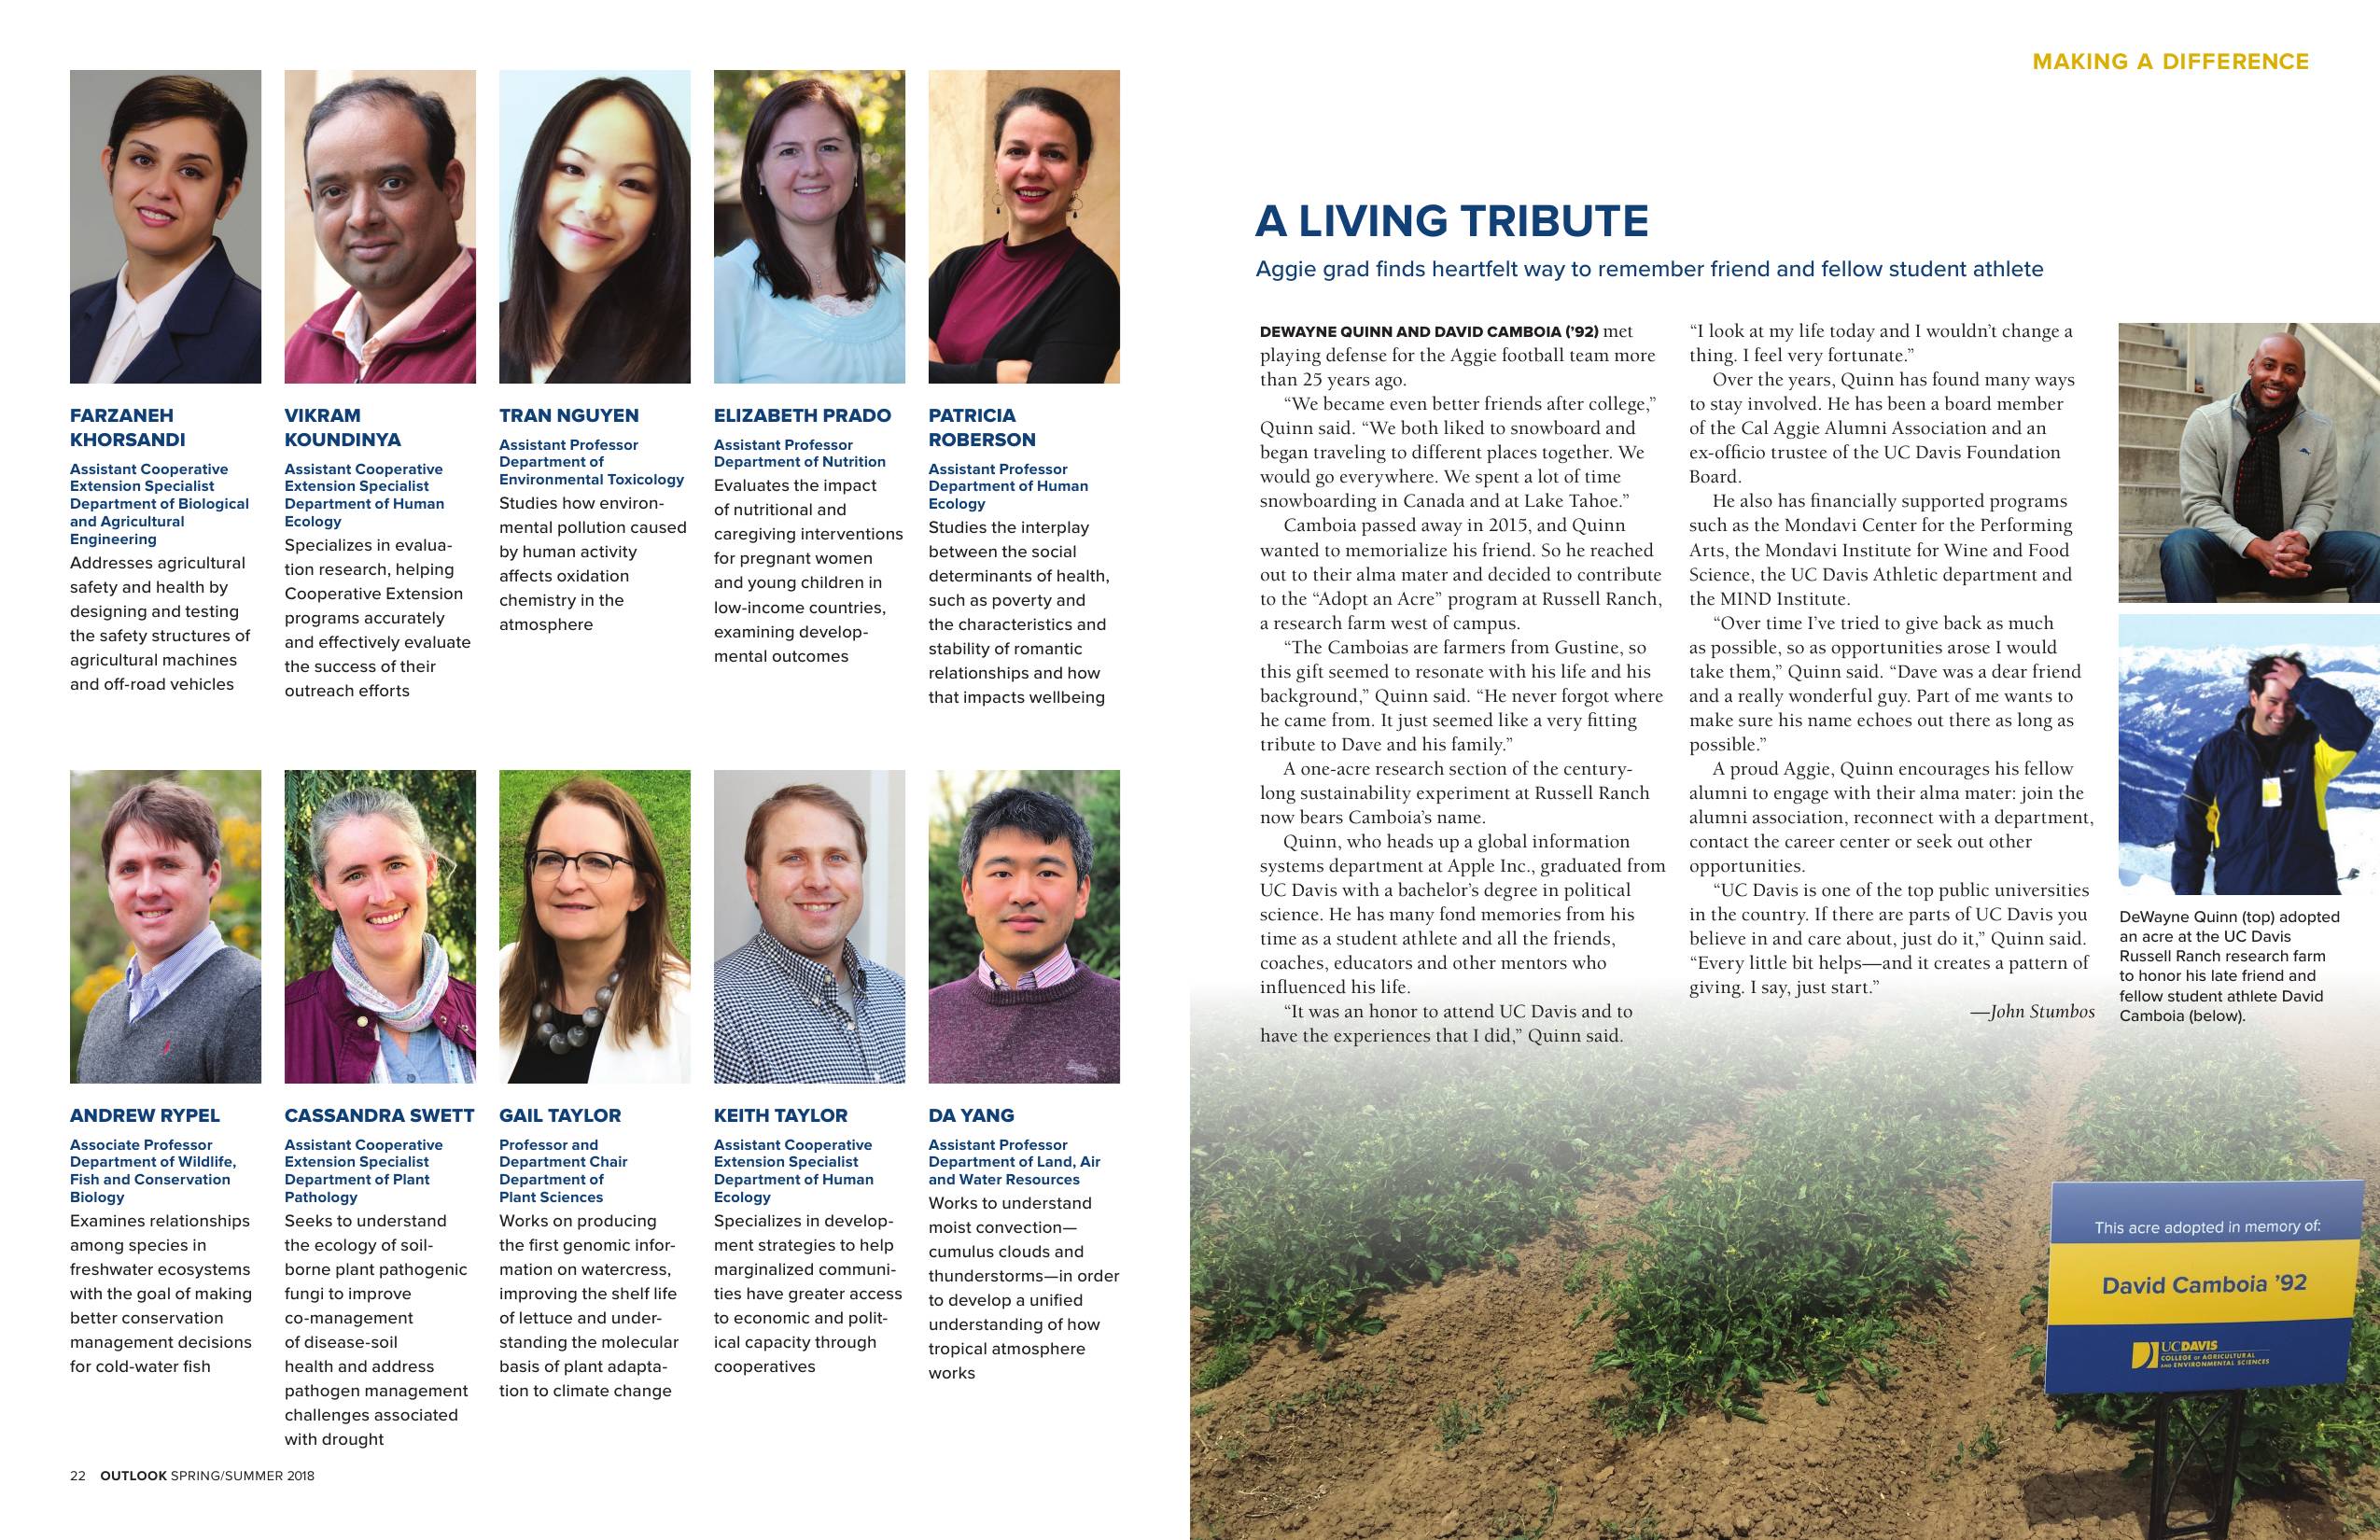 FARZANEH
KHORSANDI
Assistant Cooperative
Extension Specialist
Department of Biological
and Agricultural
Engineering
Addresses agricultural
safety and health by
designing and testing
the safety structures of
agricultural machines
and off-road vehicles
VIKRAM
KOUNDINYA
Assistant Cooperative
Extension Specialist
Department of Human
Ecology
Specializes in evalua-
tion research, helping
Cooperative Extension
programs accurately
and effectively evaluate
the success of their
outreach efforts
TRAN NGUYEN
Assistant Professor
Department of
Environmental Toxicology
Studies how environ-
mental pollution caused
by human activity
affects oxidation
chemistry in the
atmosphere
ELIZABETH PRADO
Assistant Professor
Department of Nutrition
Evaluates the impact
of nutritional and
caregiving interventions
for pregnant women
and young children in
low-income countries,
examining develop-
mental outcomes
PATRICIA
ROBERSON
Assistant Professor
Department of Human
Ecology
Studies the interplay
between the social
determinants of health,
such as poverty and
the characteristics and
stability of romantic
relationships and how
that impacts wellbeing
ANDREW RYPEL
Associate Professor
Department of Wildlife,
Fish and Conservation
Biology
Examines relationships
among species in
freshwater ecosystems
with the goal of making
better conservation
management decisions
for cold-water fish
CASSANDRA SWETT
Assistant Cooperative
Extension Specialist
Department of Plant
Pathology
Seeks to understand
the ecology of soil-
borne plant pathogenic
fungi to improve
co-management
of disease-soil
health and address
pathogen management
challenges associated
with drought
GAIL TAYLOR
Professor and
Department Chair
Department of
Plant Sciences
Works on producing
the first genomic infor-
mation on watercress,
improving the shelf life
of lettuce and under-
standing the molecular
basis of plant adapta-
tion to climate change
KEITH TAYLOR
Assistant Cooperative
Extension Specialist
Department of Human
Ecology
Specializes in develop-
ment strategies to help
marginalized communi-
ties have greater access
to economic and polit-
ical capacity through
cooperatives
DA YANG
Assistant Professor
Department of Land, Air
and Water Resources
Works to understand
moist convection—
cumulus clouds and
thunderstorms—in order
to develop a unified
understanding of how
tropical atmosphere
works
22 OUTLOOK SPRING/SUMMER 2018
MAKING A DIFFERENCE
A LIVING TRIBUTE
Aggie grad finds heartfelt way to remember friend and fellow student athlete
DEWAYNE QUINN AND DAVID CAMBOIA (’92) met
playing defense for the Aggie football team more
than 25 years ago.
“We became even better friends after college,”
Quinn said. “We both liked to snowboard and
began traveling to different places together. We
would go everywhere. We spent a lot of time
snowboarding in Canada and at Lake Tahoe.”
Camboia passed away in 2015, and Quinn
wanted to memorialize his friend. So he reached
out to their alma mater and decided to contribute
to the “Adopt an Acre” program at Russell Ranch,
a research farm west of campus.
“The Camboias are farmers from Gustine, so
this gift seemed to resonate with his life and his
background,” Quinn said. “He never forgot where
he came from. It just seemed like a very fitting
tribute to Dave and his family.”
A one-acre research section of the century-
long sustainability experiment at Russell Ranch
now bears Camboia’s name.
Quinn, who heads up a global information
systems department at Apple Inc., graduated from
UC Davis with a bachelor’s degree in political
science. He has many fond memories from his
time as a student athlete and all the friends,
coaches, educators and other mentors who
influenced his life.
“It was an honor to attend UC Davis and to
have the experiences that I did,” Quinn said.
“I look at my life today and I wouldn’t change a
thing. I feel very fortunate.”
Over the years, Quinn has found many ways
to stay involved. He has been a board member
of the Cal Aggie Alumni Association and an
ex-officio trustee of the UC Davis Foundation
Board.
He also has financially supported programs
such as the Mondavi Center for the Performing
Arts, the Mondavi Institute for Wine and Food
Science, the UC Davis Athletic department and
the MIND Institute.
“Over time I’ve tried to give back as much
as possible, so as opportunities arose I would
take them,” Quinn said. “Dave was a dear friend
and a really wonderful guy. Part of me wants to
make sure his name echoes out there as long as
possible.”
A proud Aggie, Quinn encourages his fellow
alumni to engage with their alma mater: join the
alumni association, reconnect with a department,
contact the career center or seek out other
opportunities.
“UC Davis is one of the top public universities
in the country. If there are parts of UC Davis you
believe in and care about, just do it,” Quinn said.
“Every little bit helps—and it creates a pattern of
giving. I say, just start.”
—John Stumbos
DeWayne Quinn (top) adopted
an acre at the UC Davis
Russell Ranch research farm
to honor his late friend and
fellow student athlete David
Camboia (below).
This acre adopted in memory of:
David Camboia ’92
UCDAVIS
COLLEGE OF AGRICULTURAL
AND ENVIRONMENTAL SCIENCES